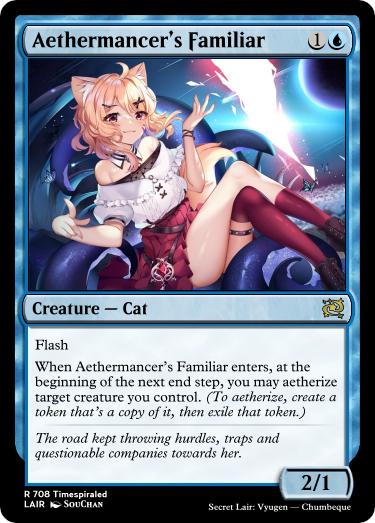 Aethermancer's Familiar 1
Creature — Cat
Flash
When Aethermancer's Familiar enters, at the
beginning of the next end step, you may aetherize
target creature you control. (To aetherize, create a
token that's a copy of it, then exile that token.)
The road kept throwing hurdles, traps and
questionable companies towards her.
2/1
R 708 Timespiraled
LAIR SouChan
Secret Lair: Vyugen — Chumbeque